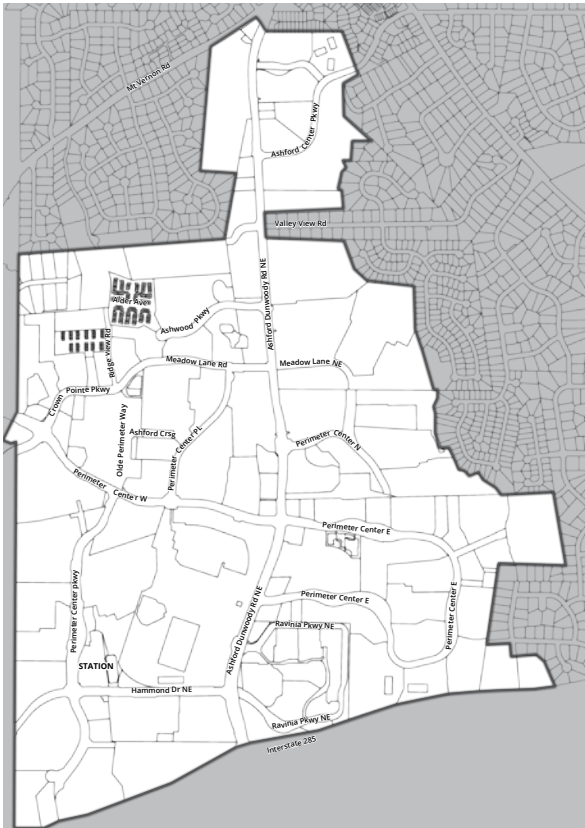 Mt Vernon Rd
Ashford Center Pkwy
Valley View Rd
Ashford Dunwoody Rd NE
Alder Ave
Ashwood Pkwy
Ridge view Rd
Meadow Lane Rd
Meadow Lane NE
Crown Pointe Pkwy
Olde Perimeter Way
Ashford Crsg
Perimeter Center PL
Perimeter Center N
Perimeter Center W
Perimeter Center E
Perimeter Center pkwy
Perimeter Center E
Perimeter Center E
Ashford Dunwoody Rd NE
Ravinia Pkwy NE
STATION
Hammond Dr NE
Ravinia Pkwy NE
Interstate 285